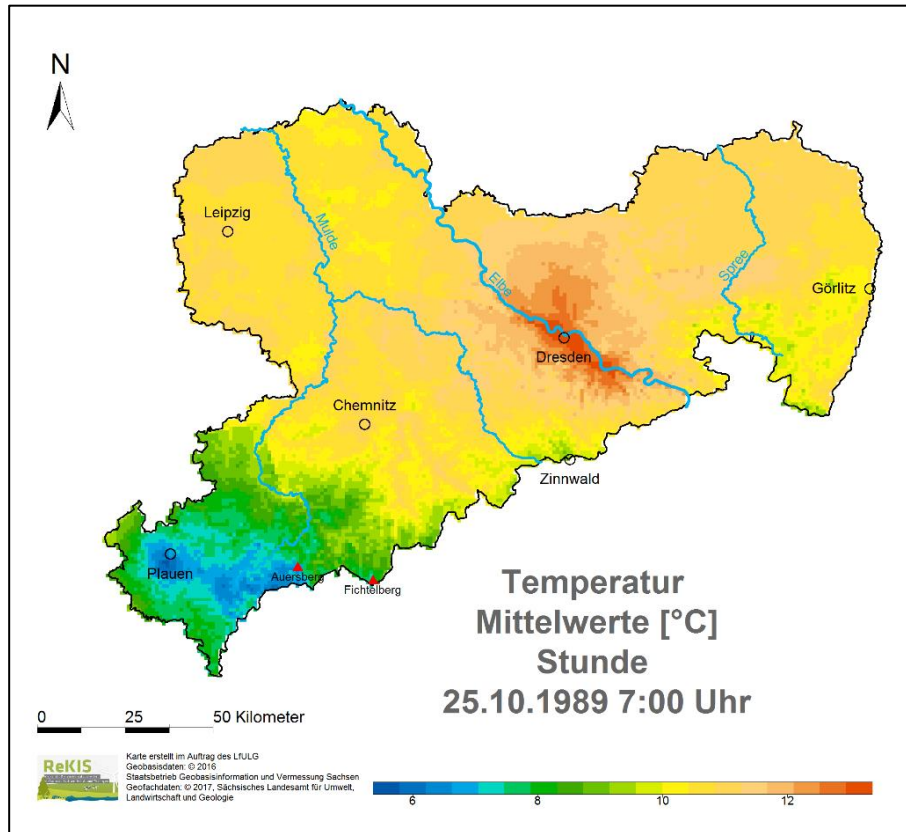 N
Leipzig
Mulde
Elbe
Spree
Görlitz
Dresden
Chemnitz
Zinnwald
Plauen
Auersberg
Fichtelberg
Temperatur
Mittelwerte [°C]
Stunde
25.10.1989 7:00 Uhr
0 25 50 Kilometer
ReKIS
Karte erstellt im Auftrag des LfULG
Geobasisdaten: © 2016
Staatsbetrieb Geobasisinformation und Vermessung Sachsen
Geofachdaten: © 2017, Sächsisches Landesamt für Umwelt,
Landwirtschaft und Geologie
6 8 10 12